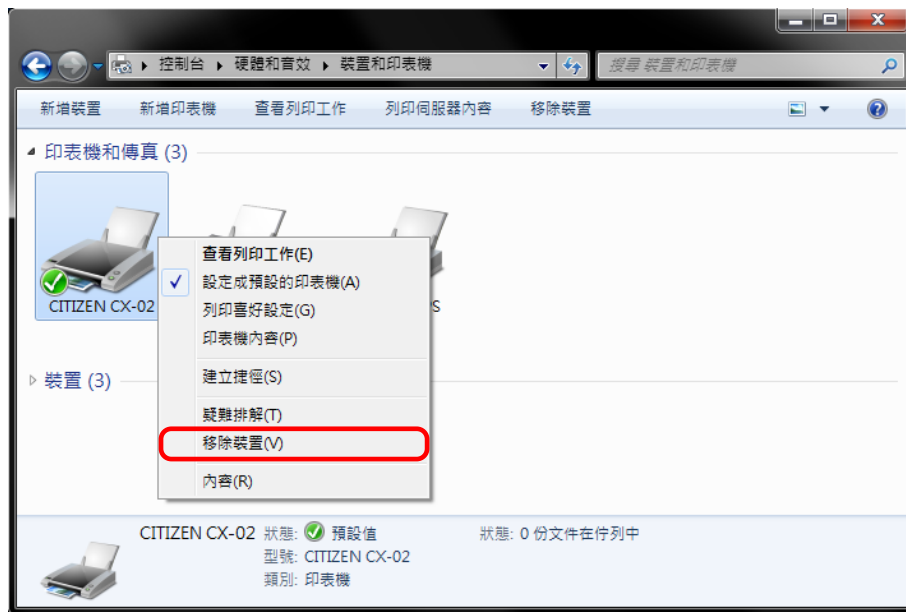 控制台 ▸ 硬體和音效 ▸ 裝置和印表機
搜尋 裝置和印表機
新增裝置 新增印表機 查看列印工作 列印伺服器內容 移除裝置
印表機和傳真 (3)
CITIZEN CX-02
S
查看列印工作(E)
設定成預設的印表機(A)
列印喜好設定(G)
印表機內容(P)
建立捷徑(S)
疑難排解(T)
移除裝置(V)
內容(R)
裝置 (3)
CITIZEN CX-02 狀態: 預設值 狀態: 0 份文件在佇列中
型號: CITIZEN CX-02
類別: 印表機